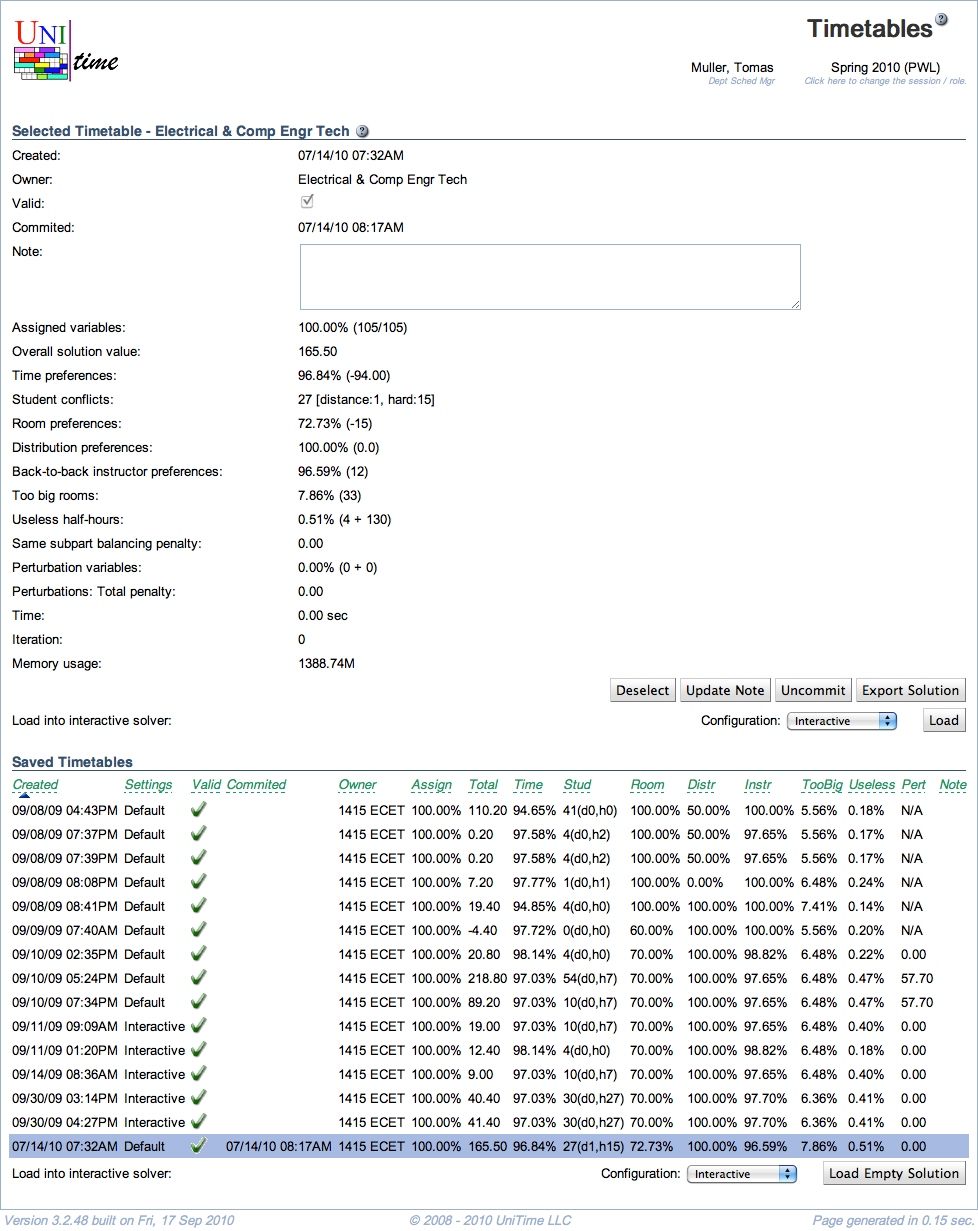 UNI time
Timetables
Muller, Tomas Spring 2010 (PWL)
Dept Sched Mgr Click here to change the session / role.
Selected Timetable - Electrical & Comp Engr Tech
Created: 07/14/10 07:32AM
Owner: Electrical & Comp Engr Tech
Valid:
Commited: 07/14/10 08:17AM
Note:
Assigned variables: 100.00% (105/105)
Overall solution value: 165.50
Time preferences: 96.84% (-94.00)
Student conflicts: 27 [distance:1, hard:15]
Room preferences: 72.73% (-15)
Distribution preferences: 100.00% (0.0)
Back-to-back instructor preferences: 96.59% (12)
Too big rooms: 7.86% (33)
Useless half-hours: 0.51% (4 + 130)
Same subpart balancing penalty: 0.00
Perturbation variables: 0.00% (0 + 0)
Perturbations: Total penalty: 0.00
Time: 0.00 sec
Iteration: 0
Memory usage: 1388.74M
Deselect Update Note Uncommit Export Solution
Load into interactive solver: Configuration: Interactive Load
Saved Timetables
Created Settings Valid Commited Owner Assign Total Time Stud Room Distr Instr TooBig Useless Pert Note
09/08/09 04:43PM Default 1415 ECET 100.00% 110.20 94.65% 41(d0,h0) 100.00% 50.00% 100.00% 5.56% 0.18% N/A
09/08/09 07:37PM Default 1415 ECET 100.00% 0.20 97.58% 4(d0,h2) 100.00% 50.00% 97.65% 5.56% 0.17% N/A
09/08/09 07:39PM Default 1415 ECET 100.00% 0.20 97.58% 4(d0,h2) 100.00% 50.00% 97.65% 5.56% 0.17% N/A
09/08/09 08:08PM Default 1415 ECET 100.00% 7.20 97.77% 1(d0,h1) 100.00% 0.00% 100.00% 6.48% 0.24% N/A
09/08/09 08:41PM Default 1415 ECET 100.00% 19.40 94.85% 4(d0,h0) 100.00% 100.00% 100.00% 7.41% 0.14% N/A
09/09/09 07:40AM Default 1415 ECET 100.00% -4.40 97.72% 0(d0,h0) 60.00% 100.00% 100.00% 5.56% 0.20% N/A
09/10/09 02:35PM Default 1415 ECET 100.00% 20.80 98.14% 4(d0,h0) 70.00% 100.00% 98.82% 6.48% 0.22% 0.00
09/10/09 05:24PM Default 1415 ECET 100.00% 218.80 97.03% 54(d0,h7) 70.00% 100.00% 97.65% 6.48% 0.47% 57.70
09/10/09 07:34PM Default 1415 ECET 100.00% 89.20 97.03% 10(d0,h7) 70.00% 100.00% 97.65% 6.48% 0.47% 57.70
09/11/09 09:09AM Interactive 1415 ECET 100.00% 19.00 97.03% 10(d0,h7) 70.00% 100.00% 97.65% 6.48% 0.40% 0.00
09/11/09 01:20PM Interactive 1415 ECET 100.00% 12.40 98.14% 4(d0,h0) 70.00% 100.00% 98.82% 6.48% 0.18% 0.00
09/14/09 08:36AM Interactive 1415 ECET 100.00% 9.00 97.03% 10(d0,h7) 70.00% 100.00% 97.65% 6.48% 0.40% 0.00
09/30/09 03:14PM Interactive 1415 ECET 100.00% 40.40 97.03% 30(d0,h27) 70.00% 100.00% 97.70% 6.36% 0.41% 0.00
09/30/09 04:27PM Interactive 1415 ECET 100.00% 41.40 97.03% 30(d0,h27) 70.00% 100.00% 97.70% 6.36% 0.41% 0.00
07/14/10 07:32AM Default 07/14/10 08:17AM 1415 ECET 100.00% 165.50 96.84% 27(d1,h15) 72.73% 100.00% 96.59% 7.86% 0.51% 0.00
Load into interactive solver: Configuration: Interactive Load Empty Solution
Version 3.2.48 built on Fri, 17 Sep 2010 © 2008 - 2010 UniTime LLC Page generated in 0.15 sec.